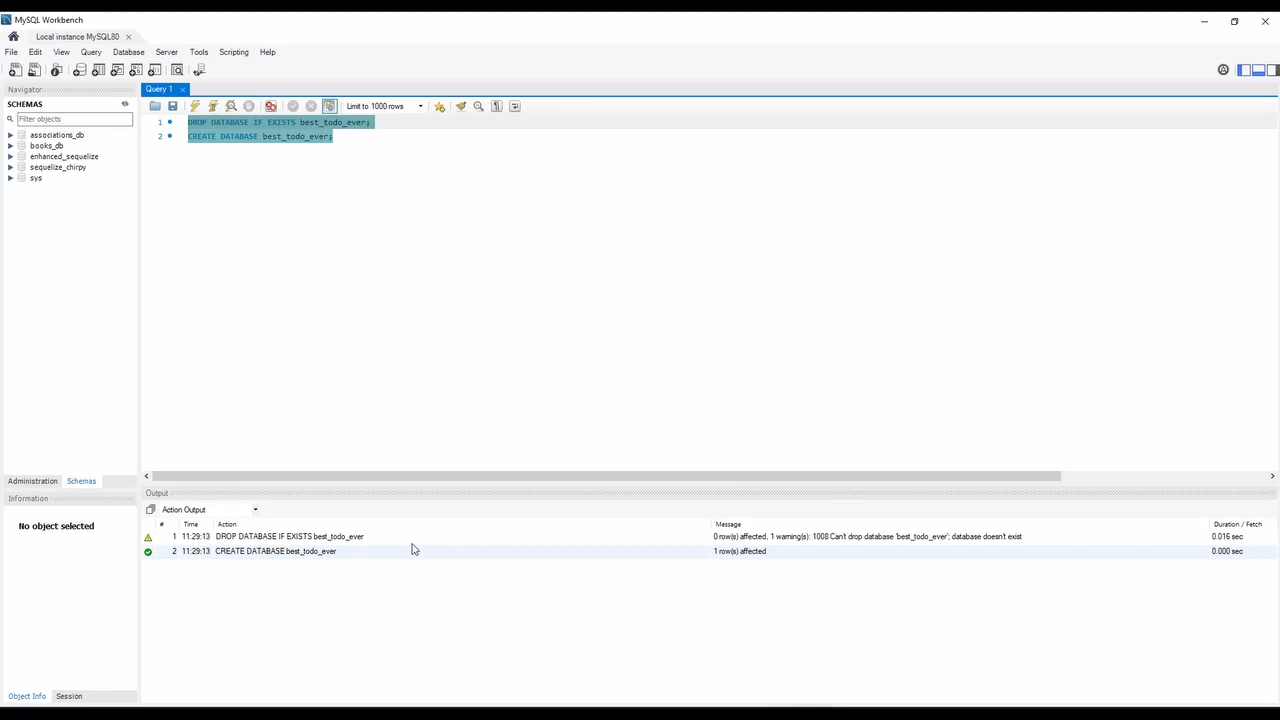 MySQL Workbench
Local instance MySQL80
File Edit View Query Database Server Tools Scripting Help
Navigator
SCHEMAS
Filter objects
associations_db
books_db
enhanced_sequelize
sequelize_chirpy
sys
Administration Schemas
Information
No object selected
Object Info Session
Query 1
Limit to 1000 rows
1 DROP DATABASE IF EXISTS best_todo_ever;
2 CREATE DATABASE best_todo_ever;
Output
Action Output
# Time Action Message Duration / Fetch
1 11:29:13 DROP DATABASE IF EXISTS best_todo_ever 0 row(s) affected, 1 warning(s): 1008 Can't drop database 'best_todo_ever'; database doesn't exist 0.016 sec
2 11:29:13 CREATE DATABASE best_todo_ever 1 row(s) affected 0.000 sec